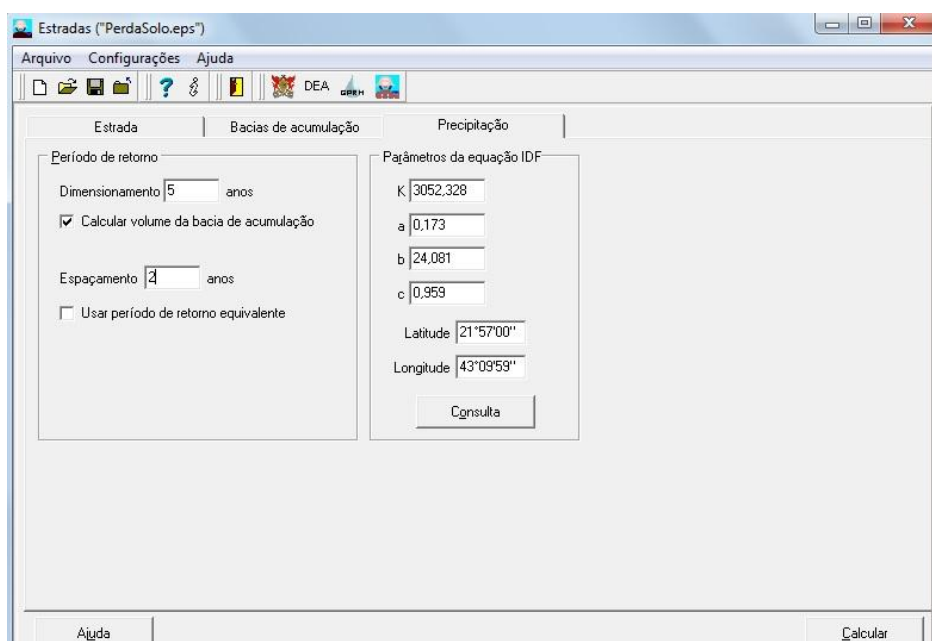 Estradas ("PerdaSolo.eps")
Arquivo Configurações Ajuda
DEA GPRH
Estrada Bacias de acumulação Precipitação
Período de retorno
Dimensionamento 5 anos
Calcular volume da bacia de acumulação
Espaçamento 2 anos
Usar período de retorno equivalente
Parâmetros da equação IDF
K 3052,328
a 0,173
b 24,081
c 0,959
Latitude 21°57'00''
Longitude 43°09'59''
Consulta
Ajuda Calcular